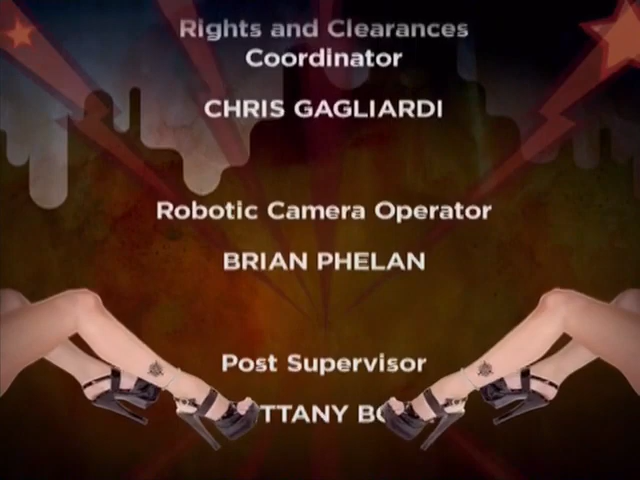 Rights and Clearances
Coordinator
CHRIS GAGLIARDI
Robotic Camera Operator
BRIAN PHELAN
Post Supervisor